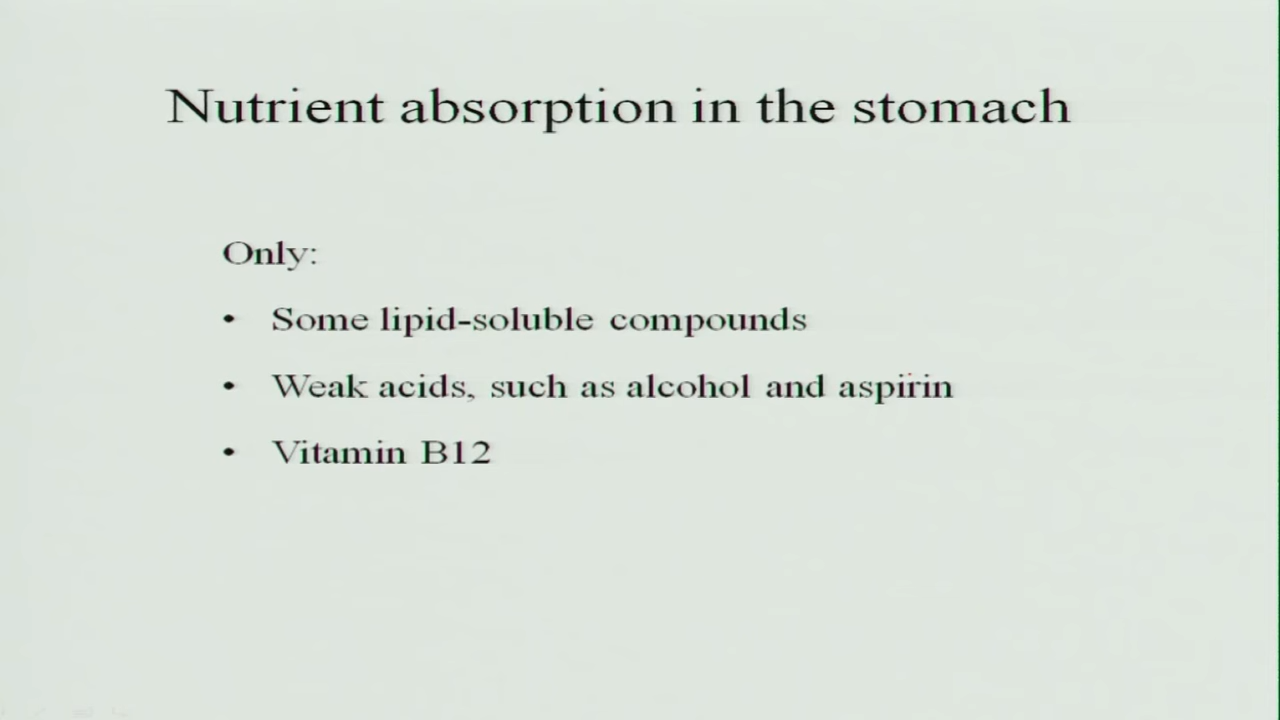 Nutrient absorption in the stomach
Only:
• Some lipid-soluble compounds
• Weak acids, such as alcohol and aspirin
• Vitamin B12